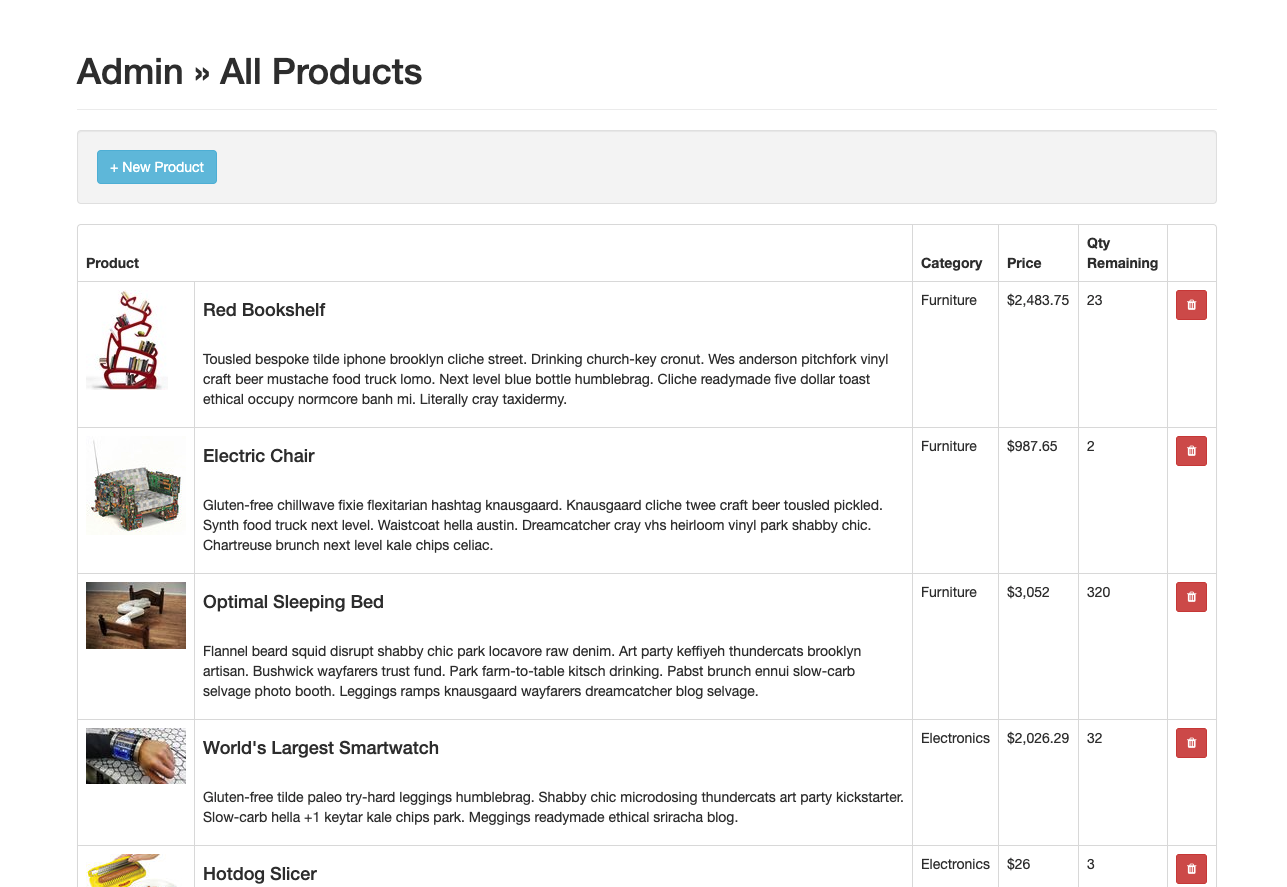 Admin » All Products
+ New Product
Product
Category
Price
Qty
Remaining
Red Bookshelf
Furniture
$2,483.75
23
Tousled bespoke tilde iphone brooklyn cliche street. Drinking church-key cronut. Wes anderson pitchfork vinyl
craft beer mustache food truck lomo. Next level blue bottle humblebrag. Cliche readymade five dollar toast
ethical occupy normcore banh mi. Literally cray taxidermy.
Electric Chair
Furniture
$987.65
2
Gluten-free chillwave fixie flexitarian hashtag knausgaard. Knausgaard cliche twee craft beer tousled pickled.
Synth food truck next level. Waistcoat hella austin. Dreamcatcher cray vhs heirloom vinyl park shabby chic.
Chartreuse brunch next level kale chips celiac.
Optimal Sleeping Bed
Furniture
$3,052
320
Flannel beard squid disrupt shabby chic park locavore raw denim. Art party keffiyeh thundercats brooklyn
artisan. Bushwick wayfarers trust fund. Park farm-to-table kitsch drinking. Pabst brunch ennui slow-carb
selvage photo booth. Leggings ramps knausgaard wayfarers dreamcatcher blog selvage.
World's Largest Smartwatch
Electronics
$2,026.29
32
Gluten-free tilde paleo try-hard leggings humblebrag. Shabby chic microdosing thundercats art party kickstarter.
Slow-carb hella +1 keytar kale chips park. Meggings readymade ethical sriracha blog.
Hotdog Slicer
Electronics
$26
3